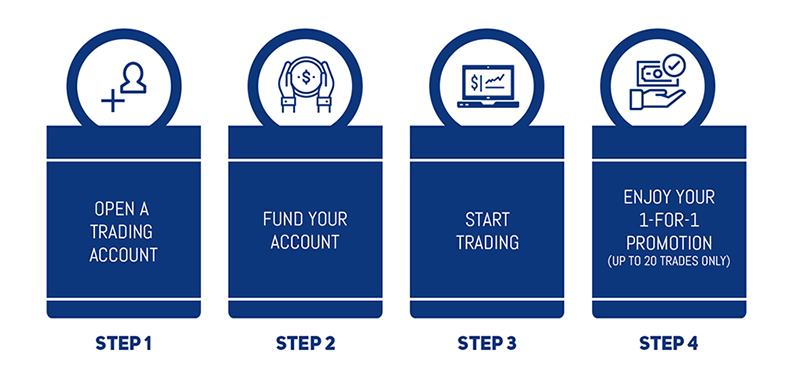 OPEN A
TRADING
ACCOUNT
STEP 1
FUND YOUR
ACCOUNT
STEP 2
$
START
TRADING
STEP 3
$
ENJOY YOUR
1-FOR-1
PROMOTION
(UP TO 20 TRADES ONLY)
STEP 4